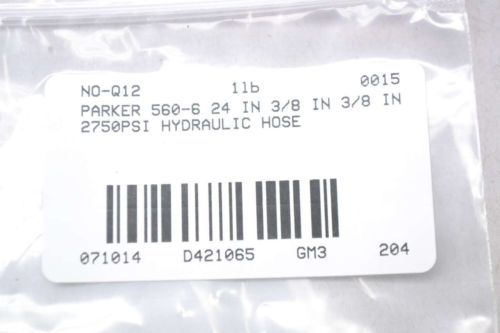 NO-Q12 1lb 0015
PARKER 560-6 24 IN 3/8 IN 3/8 IN
2750PSI HYDRAULIC HOSE
071014 D421065 GM3 204